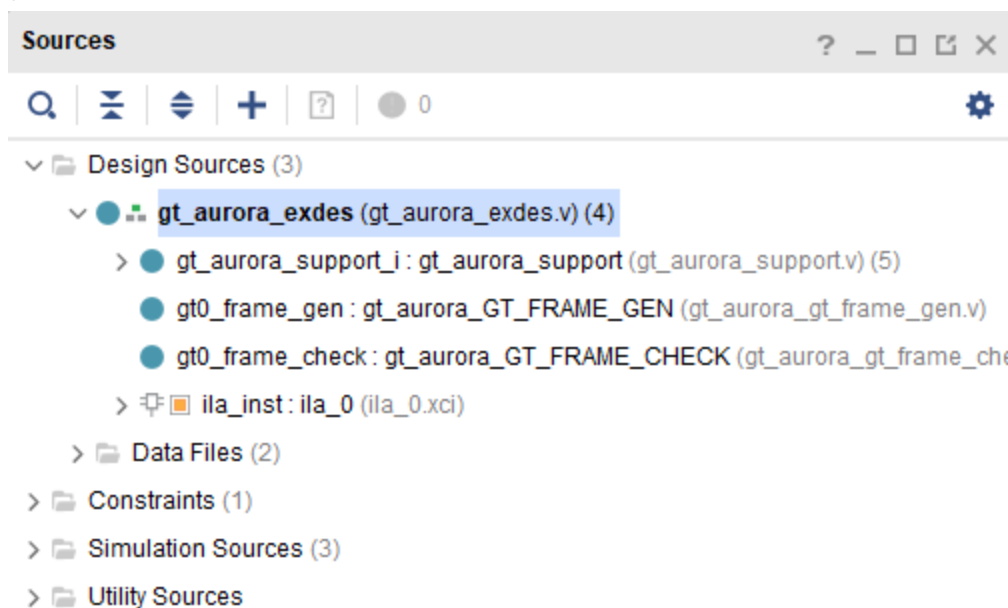 Sources
? 0
Design Sources (3)
gt_aurora_exdes (gt_aurora_exdes.v) (4)
gt_aurora_support_i : gt_aurora_support (gt_aurora_support.v) (5)
gt0_frame_gen : gt_aurora_GT_FRAME_GEN (gt_aurora_gt_frame_gen.v)
gt0_frame_check : gt_aurora_GT_FRAME_CHECK (gt_aurora_gt_frame_che
ila_inst : ila_0 (ila_0.xci)
Data Files (2)
Constraints (1)
Simulation Sources (3)
Utility Sources